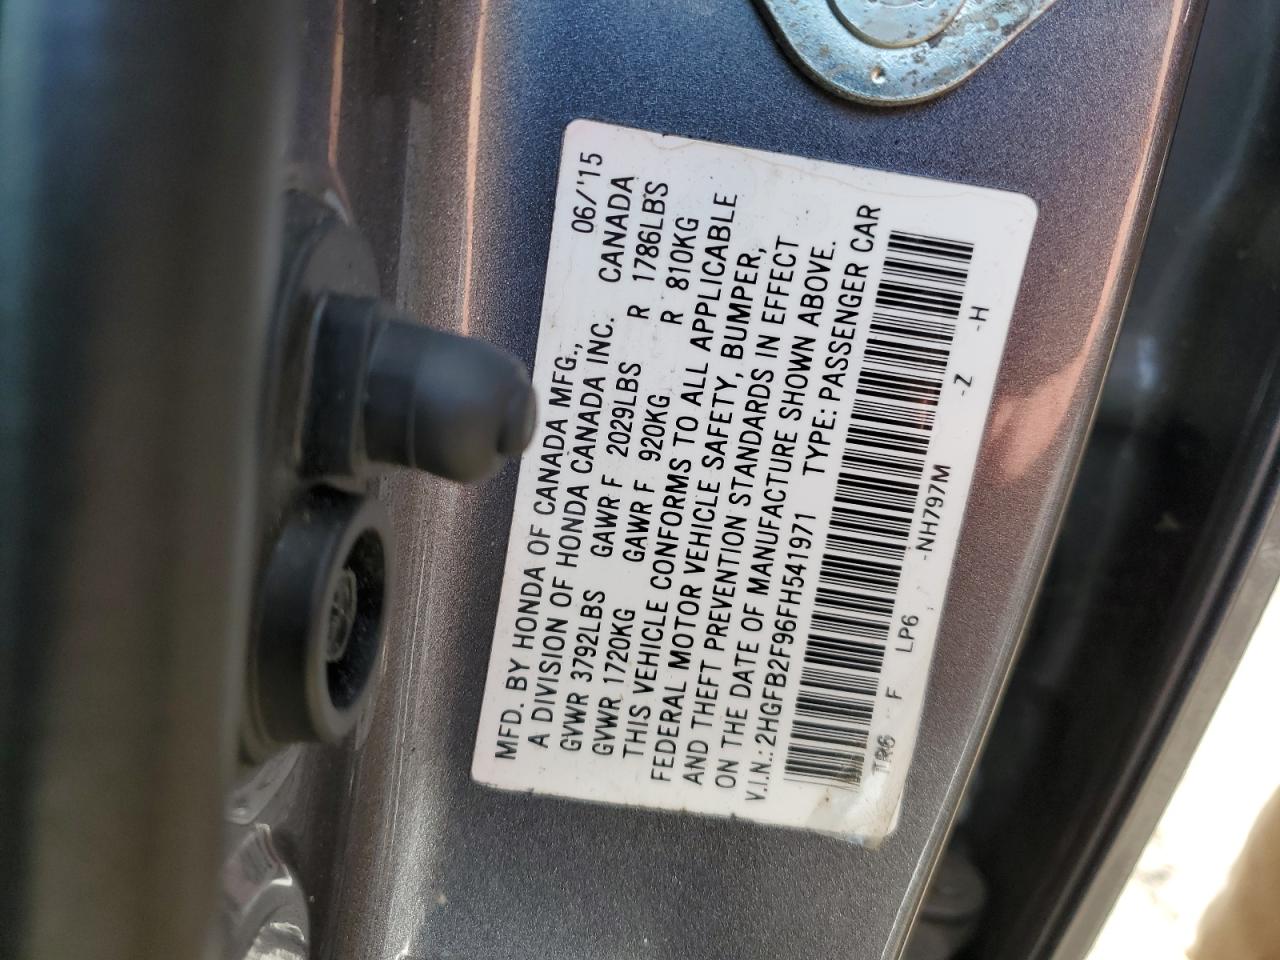 MFD. BY HONDA OF CANADA MFG., 06/'15
A DIVISION OF HONDA CANADA INC. CANADA
GVWR 3792LBS GAWR F 2029LBS R 1786LBS
GVWR 1720KG GAWR F 920KG R 810KG
THIS VEHICLE CONFORMS TO ALL APPLICABLE
FEDERAL MOTOR VEHICLE SAFETY, BUMPER,
AND THEFT PREVENTION STANDARDS IN EFFECT
ON THE DATE OF MANUFACTURE SHOWN ABOVE.
V.I.N.: 2HGFB2F96FH541971 TYPE: PASSENGER CAR
TR6 F LP6 -NH797M -Z -H